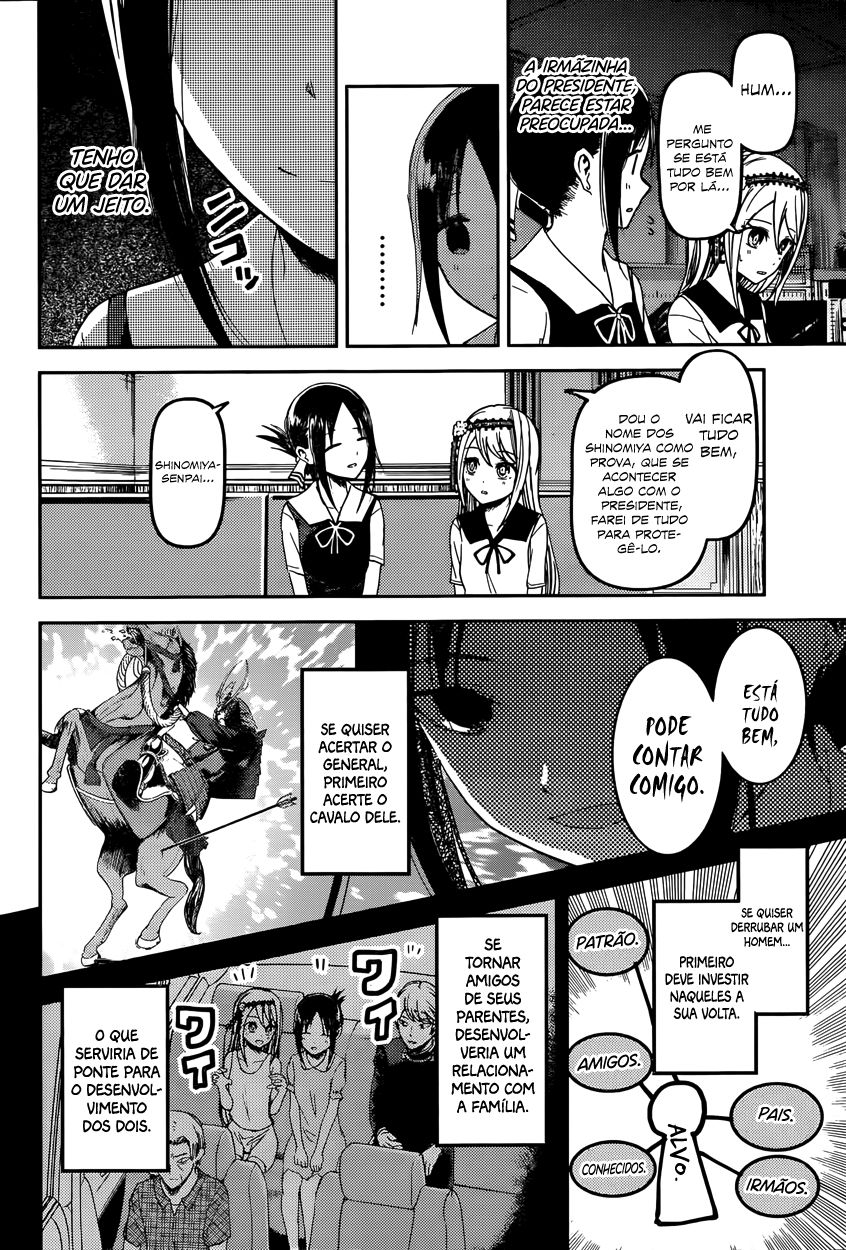 HUM...
ME
PERGUNTO
SE ESTÁ
TUDO BEM
POR LÁ...
A IRMÃZINHA
DO PRESIDENTE,
PARECE ESTAR
PREOCUPADA...
.........
TENHO
QUE DAR
UM JEITO.
ニコッ
VAI FICAR
TUDO
BEM,
DOU O
NOME DOS
SHINOMIYA COMO
PROVA, QUE SE
ACONTECER
ALGO COM O
PRESIDENTE,
FAREI DE TUDO
PARA PROTE-
GÊ-LO.
SHINOMIYA-
SENPAI...
ESTÁ
TUDO
BEM,
PODE
CONTAR
COMIGO.
SE QUISER
ACERTAR O
GENERAL,
PRIMEIRO
ACERTE O
CAVALO DELE.
SE QUISER
DERRUBAR UM
HOMEM...
PRIMEIRO
DEVE INVESTIR
NAQUELES A
SUA VOLTA.
PATRÃO.
AMIGOS.
CONHECIDOS.
ALVO.
PAIS.
IRMÃOS.
SE
TORNAR
AMIGOS
DE SEUS
PARENTES,
DESENVOL-
VERIA UM
RELACIONA-
MENTO COM
A FAMÍLIA.
ワイ
ワイ
O QUE
SERVIRIA DE
PONTE PARA
O DESENVOL-
VIMENTO
DOS DOIS.